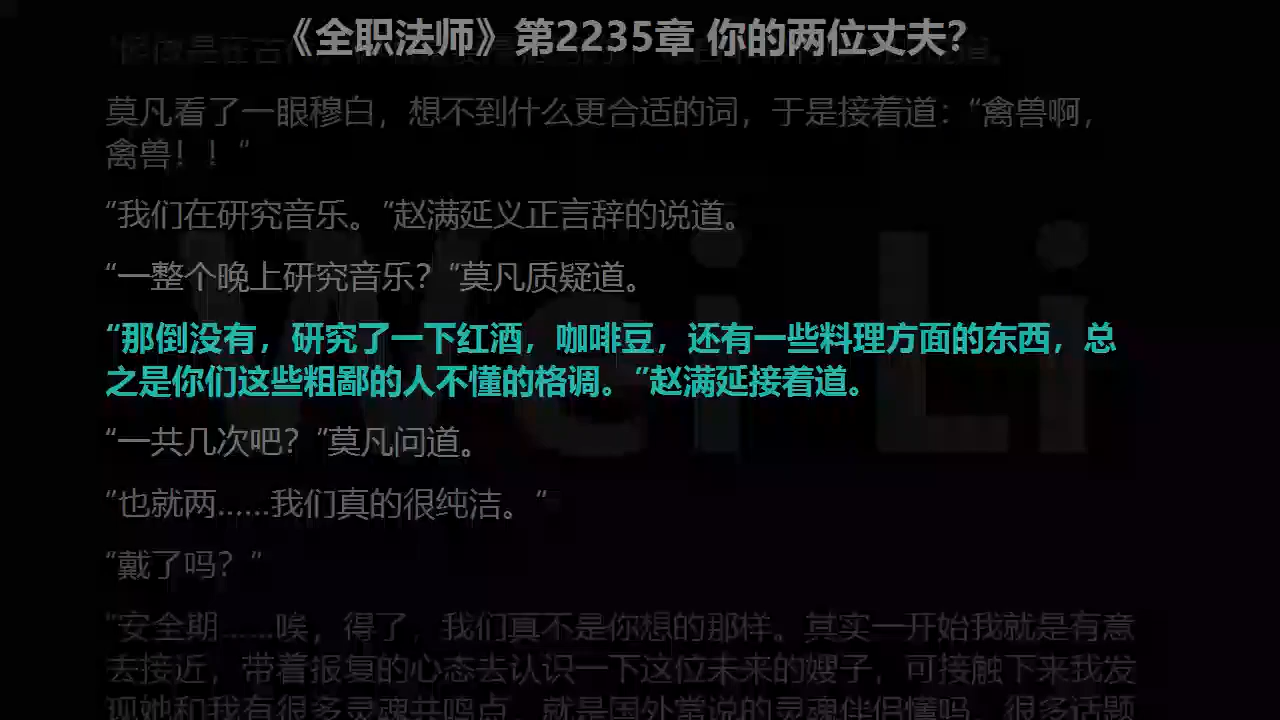 《全职法师》第2235章 你的两位丈夫？
莫凡看了一眼穆白，想不到什么更合适的词，于是接着道：“禽兽啊，
禽兽！！“
“我们在研究音乐。”赵满延义正言辞的说道。
“一整个晚上研究音乐？“莫凡质疑道。
“那倒没有，研究了一下红酒，咖啡豆，还有一些料理方面的东西，总
之是你们这些粗鄙的人不懂的格调。”赵满延接着道。
“一共几次吧？”莫凡问道。
“也就两......我们真的很纯洁。“
“戴了吗？”
“安全期......唉，得了，我们真不是你想的那样。其实一开始我就是有意
去接近，带着报复的心态去认识一下这位未来的嫂子，可接触下来我发
现她和我有很多灵魂共鸣点，就是国外常说的灵魂伴侣懂吗，很多话题
Wei Li